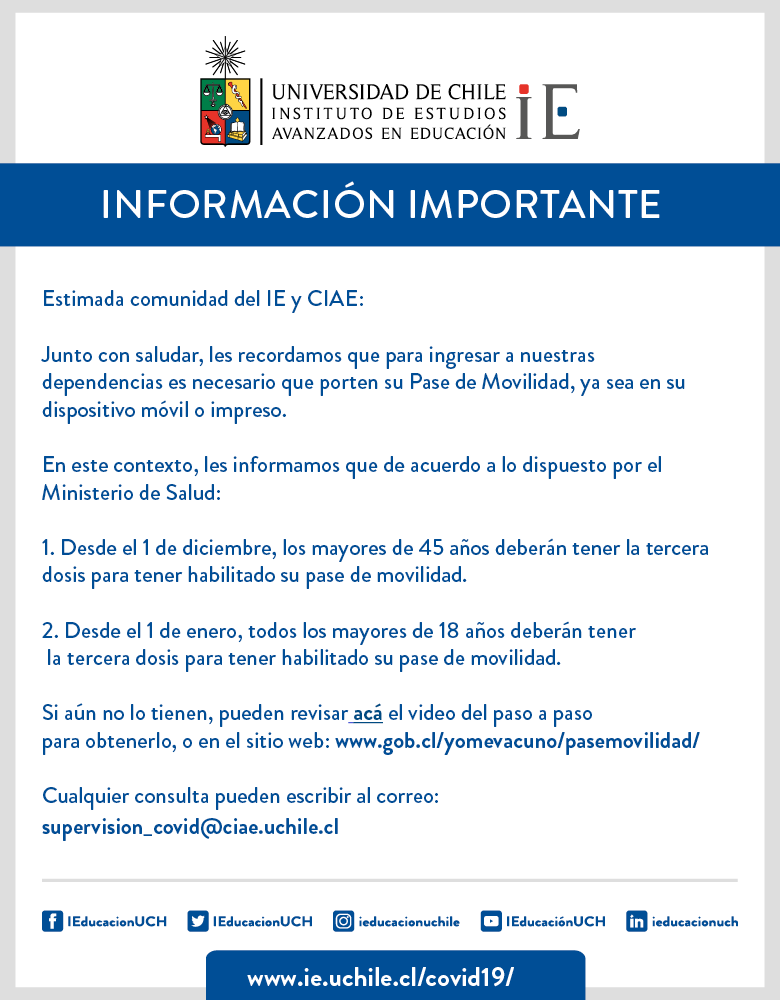 UNIVERSIDAD DE CHILE
INSTITUTO DE ESTUDIOS
AVANZADOS EN EDUCACIÓN
iE
INFORMACIÓN IMPORTANTE
Estimada comunidad del IE y CIAE:
Junto con saludar, les recordamos que para ingresar a nuestras
dependencias es necesario que porten su Pase de Movilidad, ya sea en su
dispositivo móvil o impreso.
En este contexto, les informamos que de acuerdo a lo dispuesto por el
Ministerio de Salud:
1. Desde el 1 de diciembre, los mayores de 45 años deberán tener la tercera
dosis para tener habilitado su pase de movilidad.
2. Desde el 1 de enero, todos los mayores de 18 años deberán tener
la tercera dosis para tener habilitado su pase de movilidad.
Si aún no lo tienen, pueden revisar acá el video del paso a paso
para obtenerlo, o en el sitio web: www.gob.cl/yomevacuno/pasemovilidad/
Cualquier consulta pueden escribir al correo:
supervision_covid@ciae.uchile.cl
IEducacionUCH IEducacionUCH ieducacionuchile IEducaciónUCH ieducacionuch
www.ie.uchile.cl/covid19/